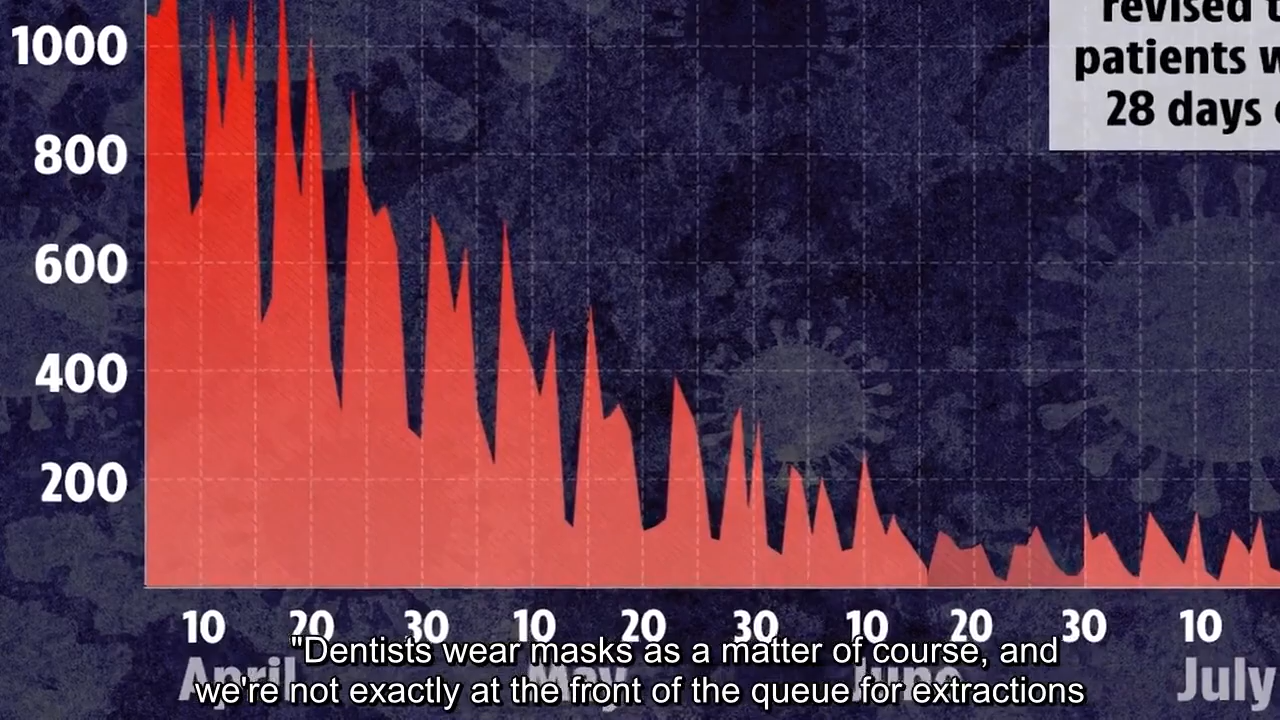 1000
800
600
400
200
revised
patients
28 days
10 20 30 10 20 30 10 20 30 10
April May June July
"Dentists wear masks as a matter of course, and
we're not exactly at the front of the queue for extractions